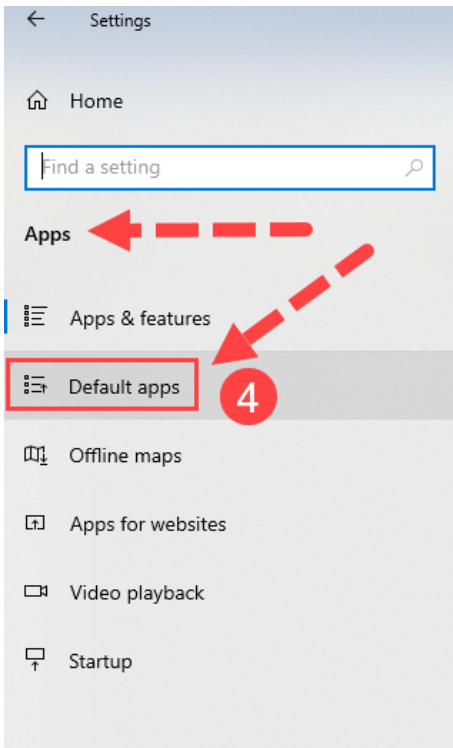 Settings
Home
Find a setting
Apps
Apps & features
Default apps
4
Offline maps
Apps for websites
Video playback
Startup